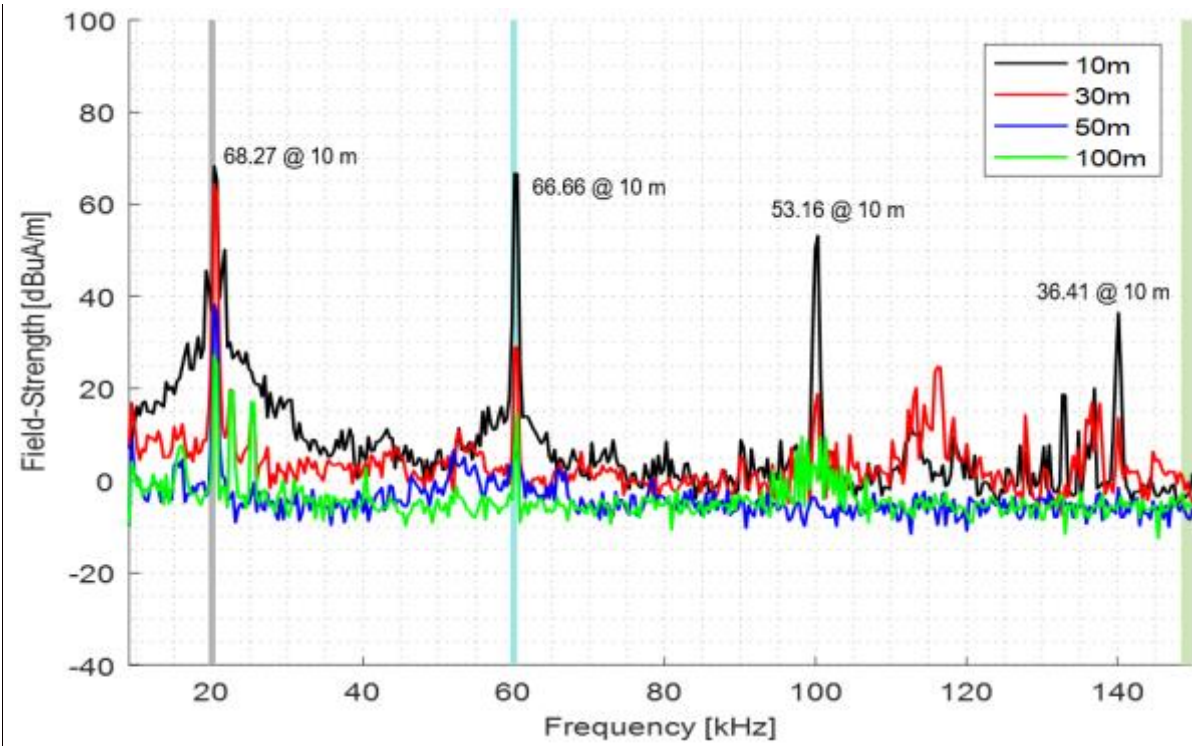 100
80
60
40
20
0
-20
-40
Field-Strength [dBuA/m]
68.27 @ 10 m
66.66 @ 10 m
53.16 @ 10 m
36.41 @ 10 m
10m
30m
50m
100m
20
40
60
80
100
120
140
Frequency [kHz]